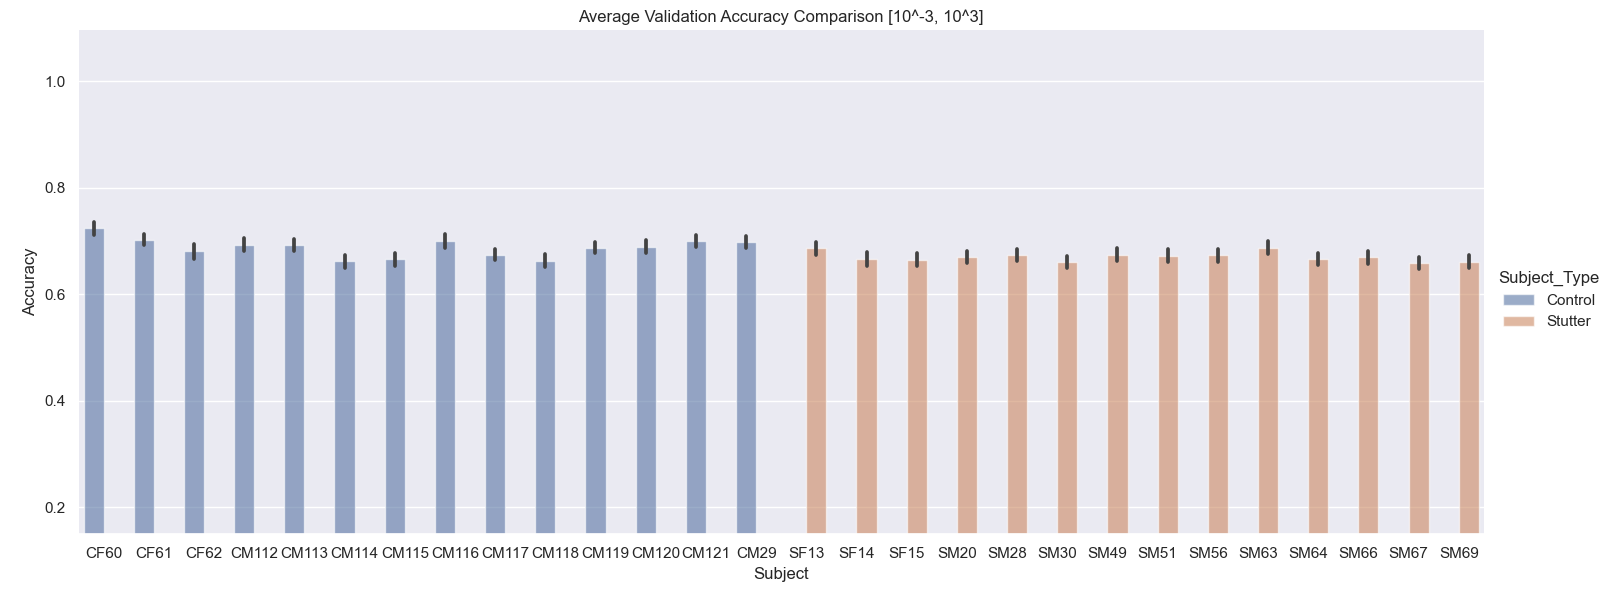 Average Validation Accuracy Comparison [10^-3, 10^3]
1.0
0.8
0.6
0.4
0.2
Accuracy
CF60 CF61 CF62 CM112 CM113 CM114 CM115 CM116 CM117 CM118 CM119 CM120 CM121 CM29 SF13 SF14 SF15 SM20 SM28 SM30 SM49 SM51 SM56 SM63 SM64 SM66 SM67 SM69
Subject
Subject_Type
Control
Stutter